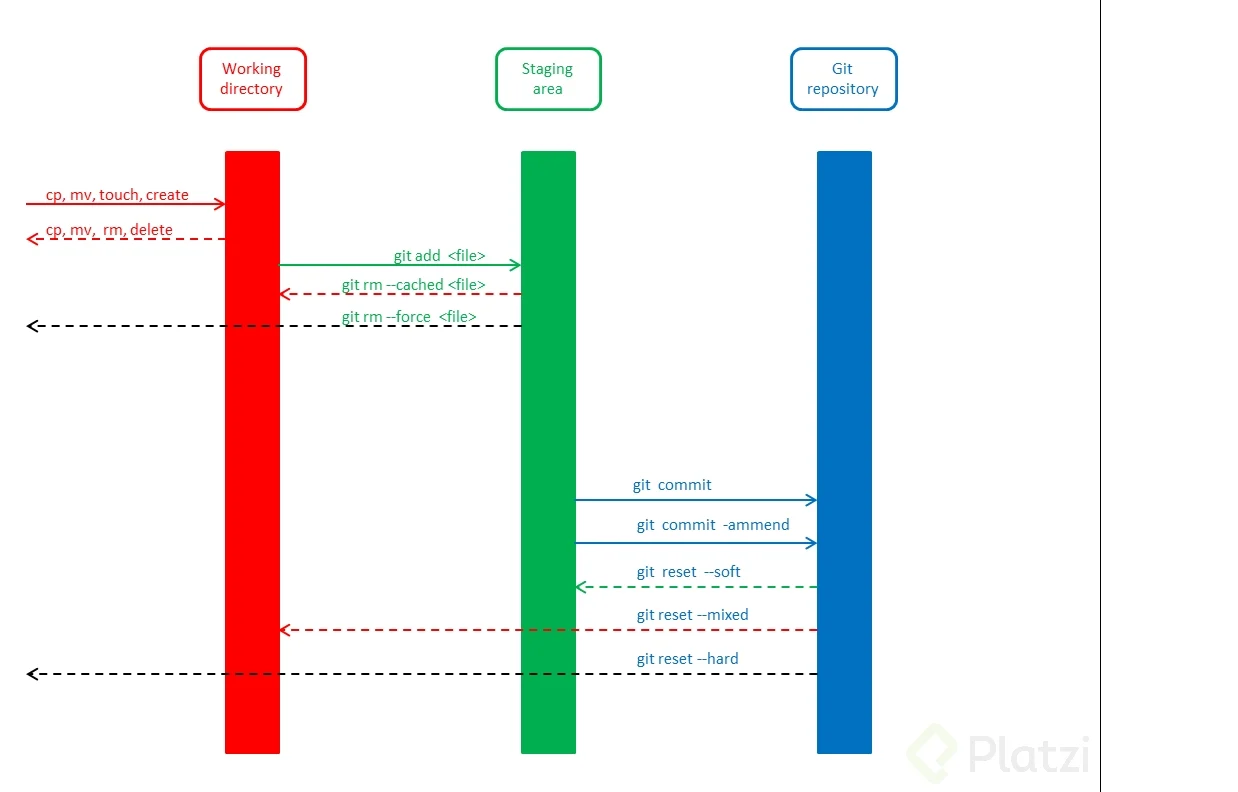 Working
directory
Staging
area
Git
repository
cp, mv, touch, create
cp, mv, rm, delete
git add <file>
git rm --cached <file>
git rm --force <file>
git commit
git commit -ammend
git reset --soft
git reset --mixed
git reset --hard
Platzi